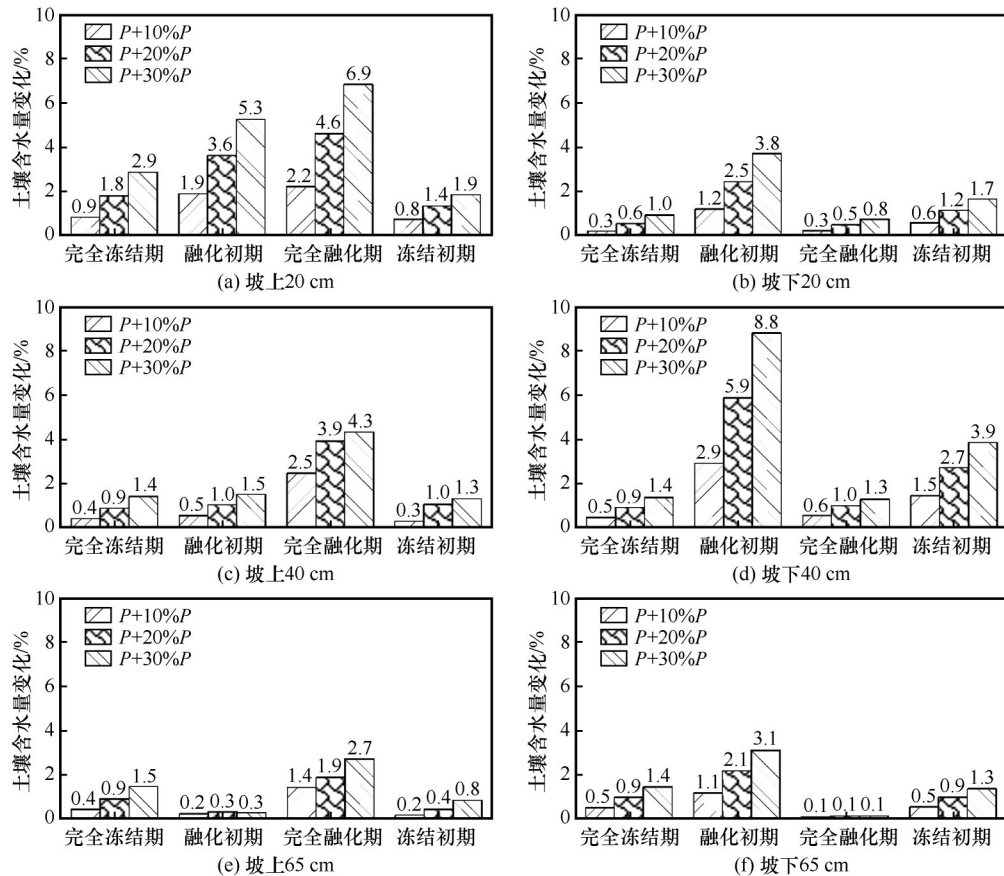 土壤含水量变化/%
10
8
6
4
2
0
P+10%P
P+20%P
P+30%P
0.9 1.8 2.9 1.9 3.6 5.3 2.2 4.6 6.9 0.8 1.4 1.9
完全冻结期 融化初期 完全融化期 冻结初期
(a) 坡上20 cm
土壤含水量变化/%
10
8
6
4
2
0
P+10%P
P+20%P
P+30%P
0.3 0.6 1.0 1.2 2.5 3.8 0.3 0.5 0.8 0.6 1.2 1.7
完全冻结期 融化初期 完全融化期 冻结初期
(b) 坡下20 cm
土壤含水量变化/%
10
8
6
4
2
0
P+10%P
P+20%P
P+30%P
0.4 0.9 1.4 0.5 1.0 1.5 2.5 3.9 4.3 0.3 1.0 1.3
完全冻结期 融化初期 完全融化期 冻结初期
(c) 坡上40 cm
土壤含水量变化/%
10
8
6
4
2
0
P+10%P
P+20%P
P+30%P
0.5 0.9 1.4 2.9 5.9 8.8 0.6 1.0 1.3 1.5 2.7 3.9
完全冻结期 融化初期 完全融化期 冻结初期
(d) 坡下40 cm
土壤含水量变化/%
10
8
6
4
2
0
P+10%P
P+20%P
P+30%P
0.4 0.9 1.5 0.2 0.3 0.3 1.4 1.9 2.7 0.2 0.4 0.8
完全冻结期 融化初期 完全融化期 冻结初期
(e) 坡上65 cm
土壤含水量变化/%
10
8
6
4
2
0
P+10%P
P+20%P
P+30%P
0.5 0.9 1.4 1.1 2.1 3.1 0.1 0.1 0.1 0.5 0.9 1.3
完全冻结期 融化初期 完全融化期 冻结初期
(f) 坡下65 cm